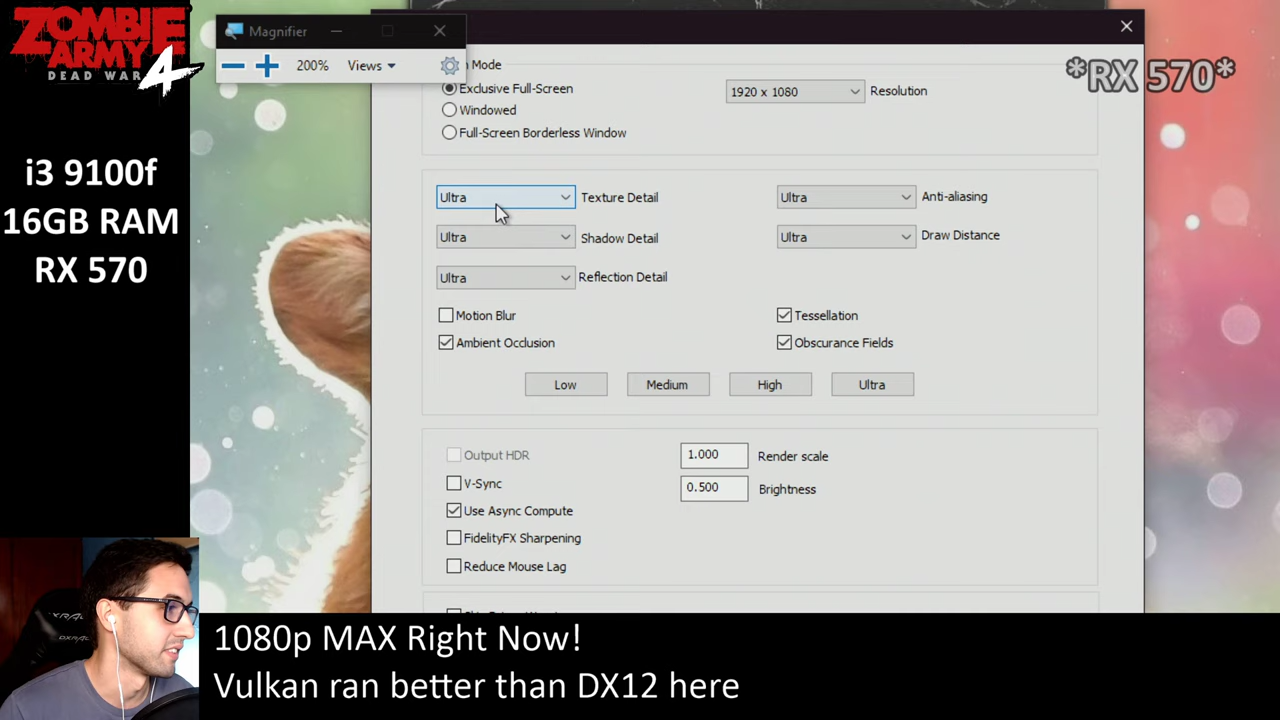 ZOMBIE
ARMY 4
DEAD WAR
i3 9100f
16GB RAM
RX 570
Magnifier
200%
Views
Mode
Exclusive Full-Screen
Windowed
Full-Screen Borderless Window
1920 x 1080
Resolution
*RX 570*
Ultra
Texture Detail
Ultra
Anti-aliasing
Ultra
Shadow Detail
Ultra
Draw Distance
Ultra
Reflection Detail
Motion Blur
Tessellation
Ambient Occlusion
Obscurance Fields
Low
Medium
High
Ultra
Output HDR
1.000
Render scale
V-Sync
0.500
Brightness
Use Async Compute
FidelityFX Sharpening
Reduce Mouse Lag
1080p MAX Right Now!
Vulkan ran better than DX12 here